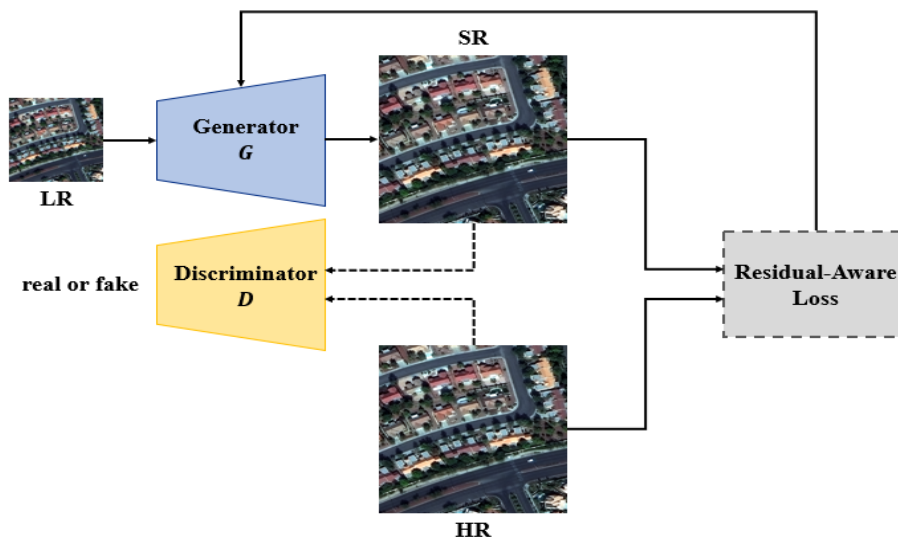 SR
Generator
G
LR
Discriminator
D
real or fake
Residual-Aware
Loss
HR